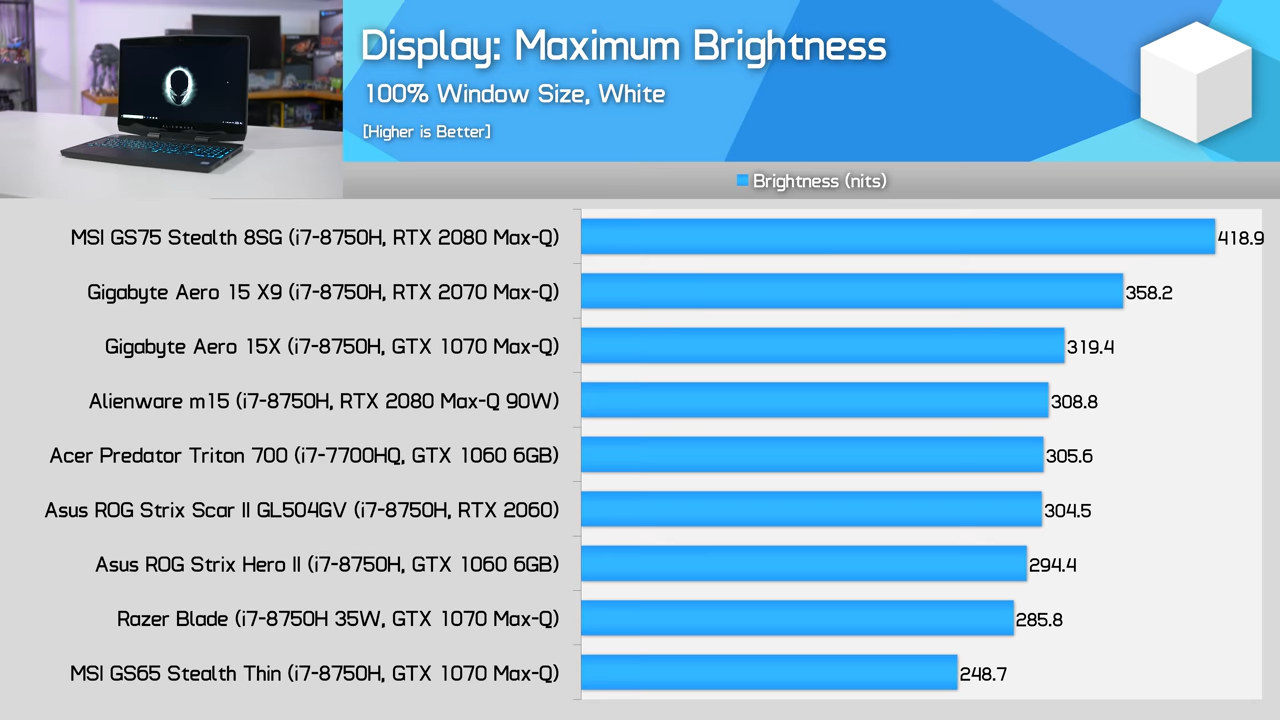 Display: Maximum Brightness
100% Window Size, White
[Higher is Better]
Brightness (nits)
MSI GS75 Stealth 8SG (i7-8750H, RTX 2080 Max-Q) 418.9
Gigabyte Aero 15 X9 (i7-8750H, RTX 2070 Max-Q) 358.2
Gigabyte Aero 15X (i7-8750H, GTX 1070 Max-Q) 319.4
Alienware m15 (i7-8750H, RTX 2080 Max-Q 90W) 308.8
Acer Predator Triton 700 (i7-7700HQ, GTX 1060 6GB) 305.6
Asus ROG Strix Scar II GL504GV (i7-8750H, RTX 2060) 304.5
Asus ROG Strix Hero II (i7-8750H, GTX 1060 6GB) 294.4
Razer Blade (i7-8750H 35W, GTX 1070 Max-Q) 285.8
MSI GS65 Stealth Thin (i7-8750H, GTX 1070 Max-Q) 248.7